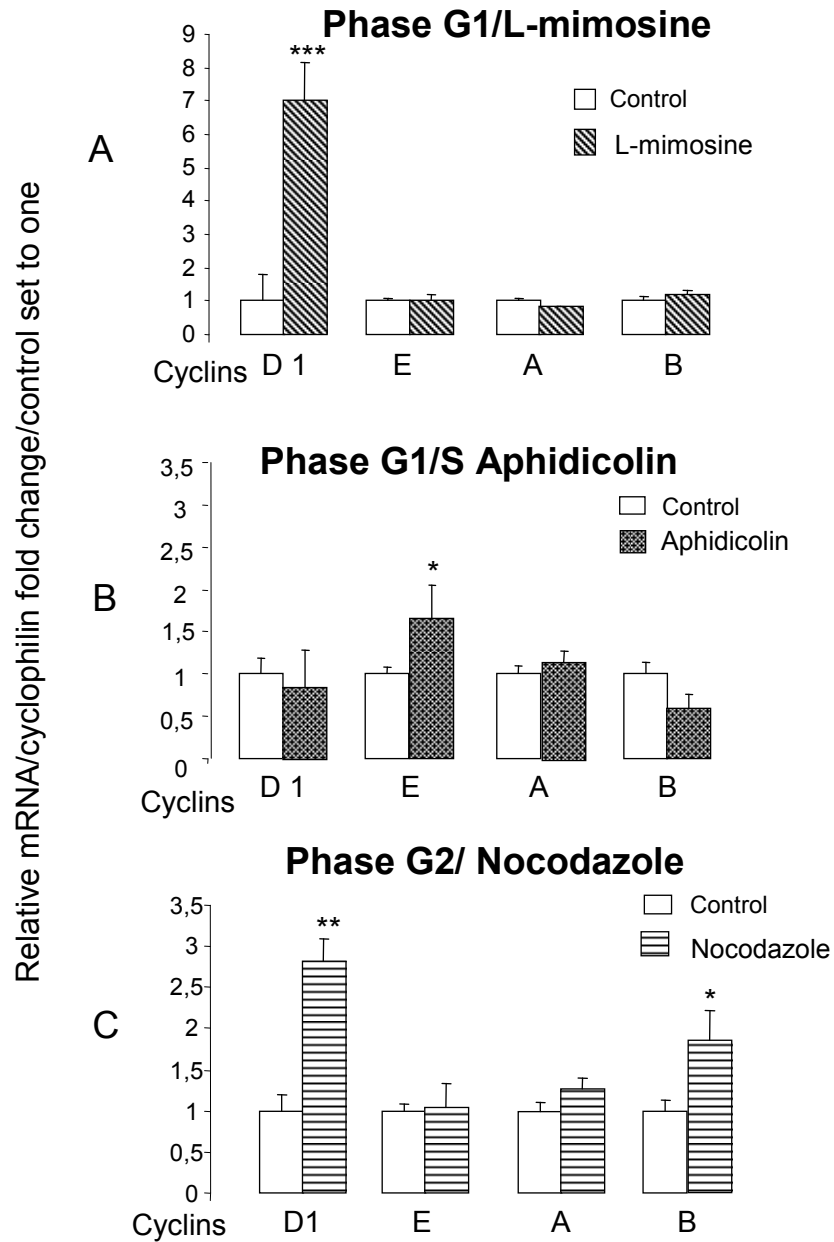 Relative mRNA/cyclophilin fold change/control set to one
Phase G1/L-mimosine
A
9
8
7
6
5
4
3
2
1
0
***
Control
L-mimosine
Cyclins D 1 E A B
Phase G1/S Aphidicolin
B
3,5
3
2,5
2
1,5
1
0,5
0
*
Control
Aphidicolin
Cyclins D 1 E A B
Phase G2/ Nocodazole
C
3,5
3
2,5
2
1,5
1
0,5
0
**
*
Control
Nocodazole
Cyclins D1 E A B